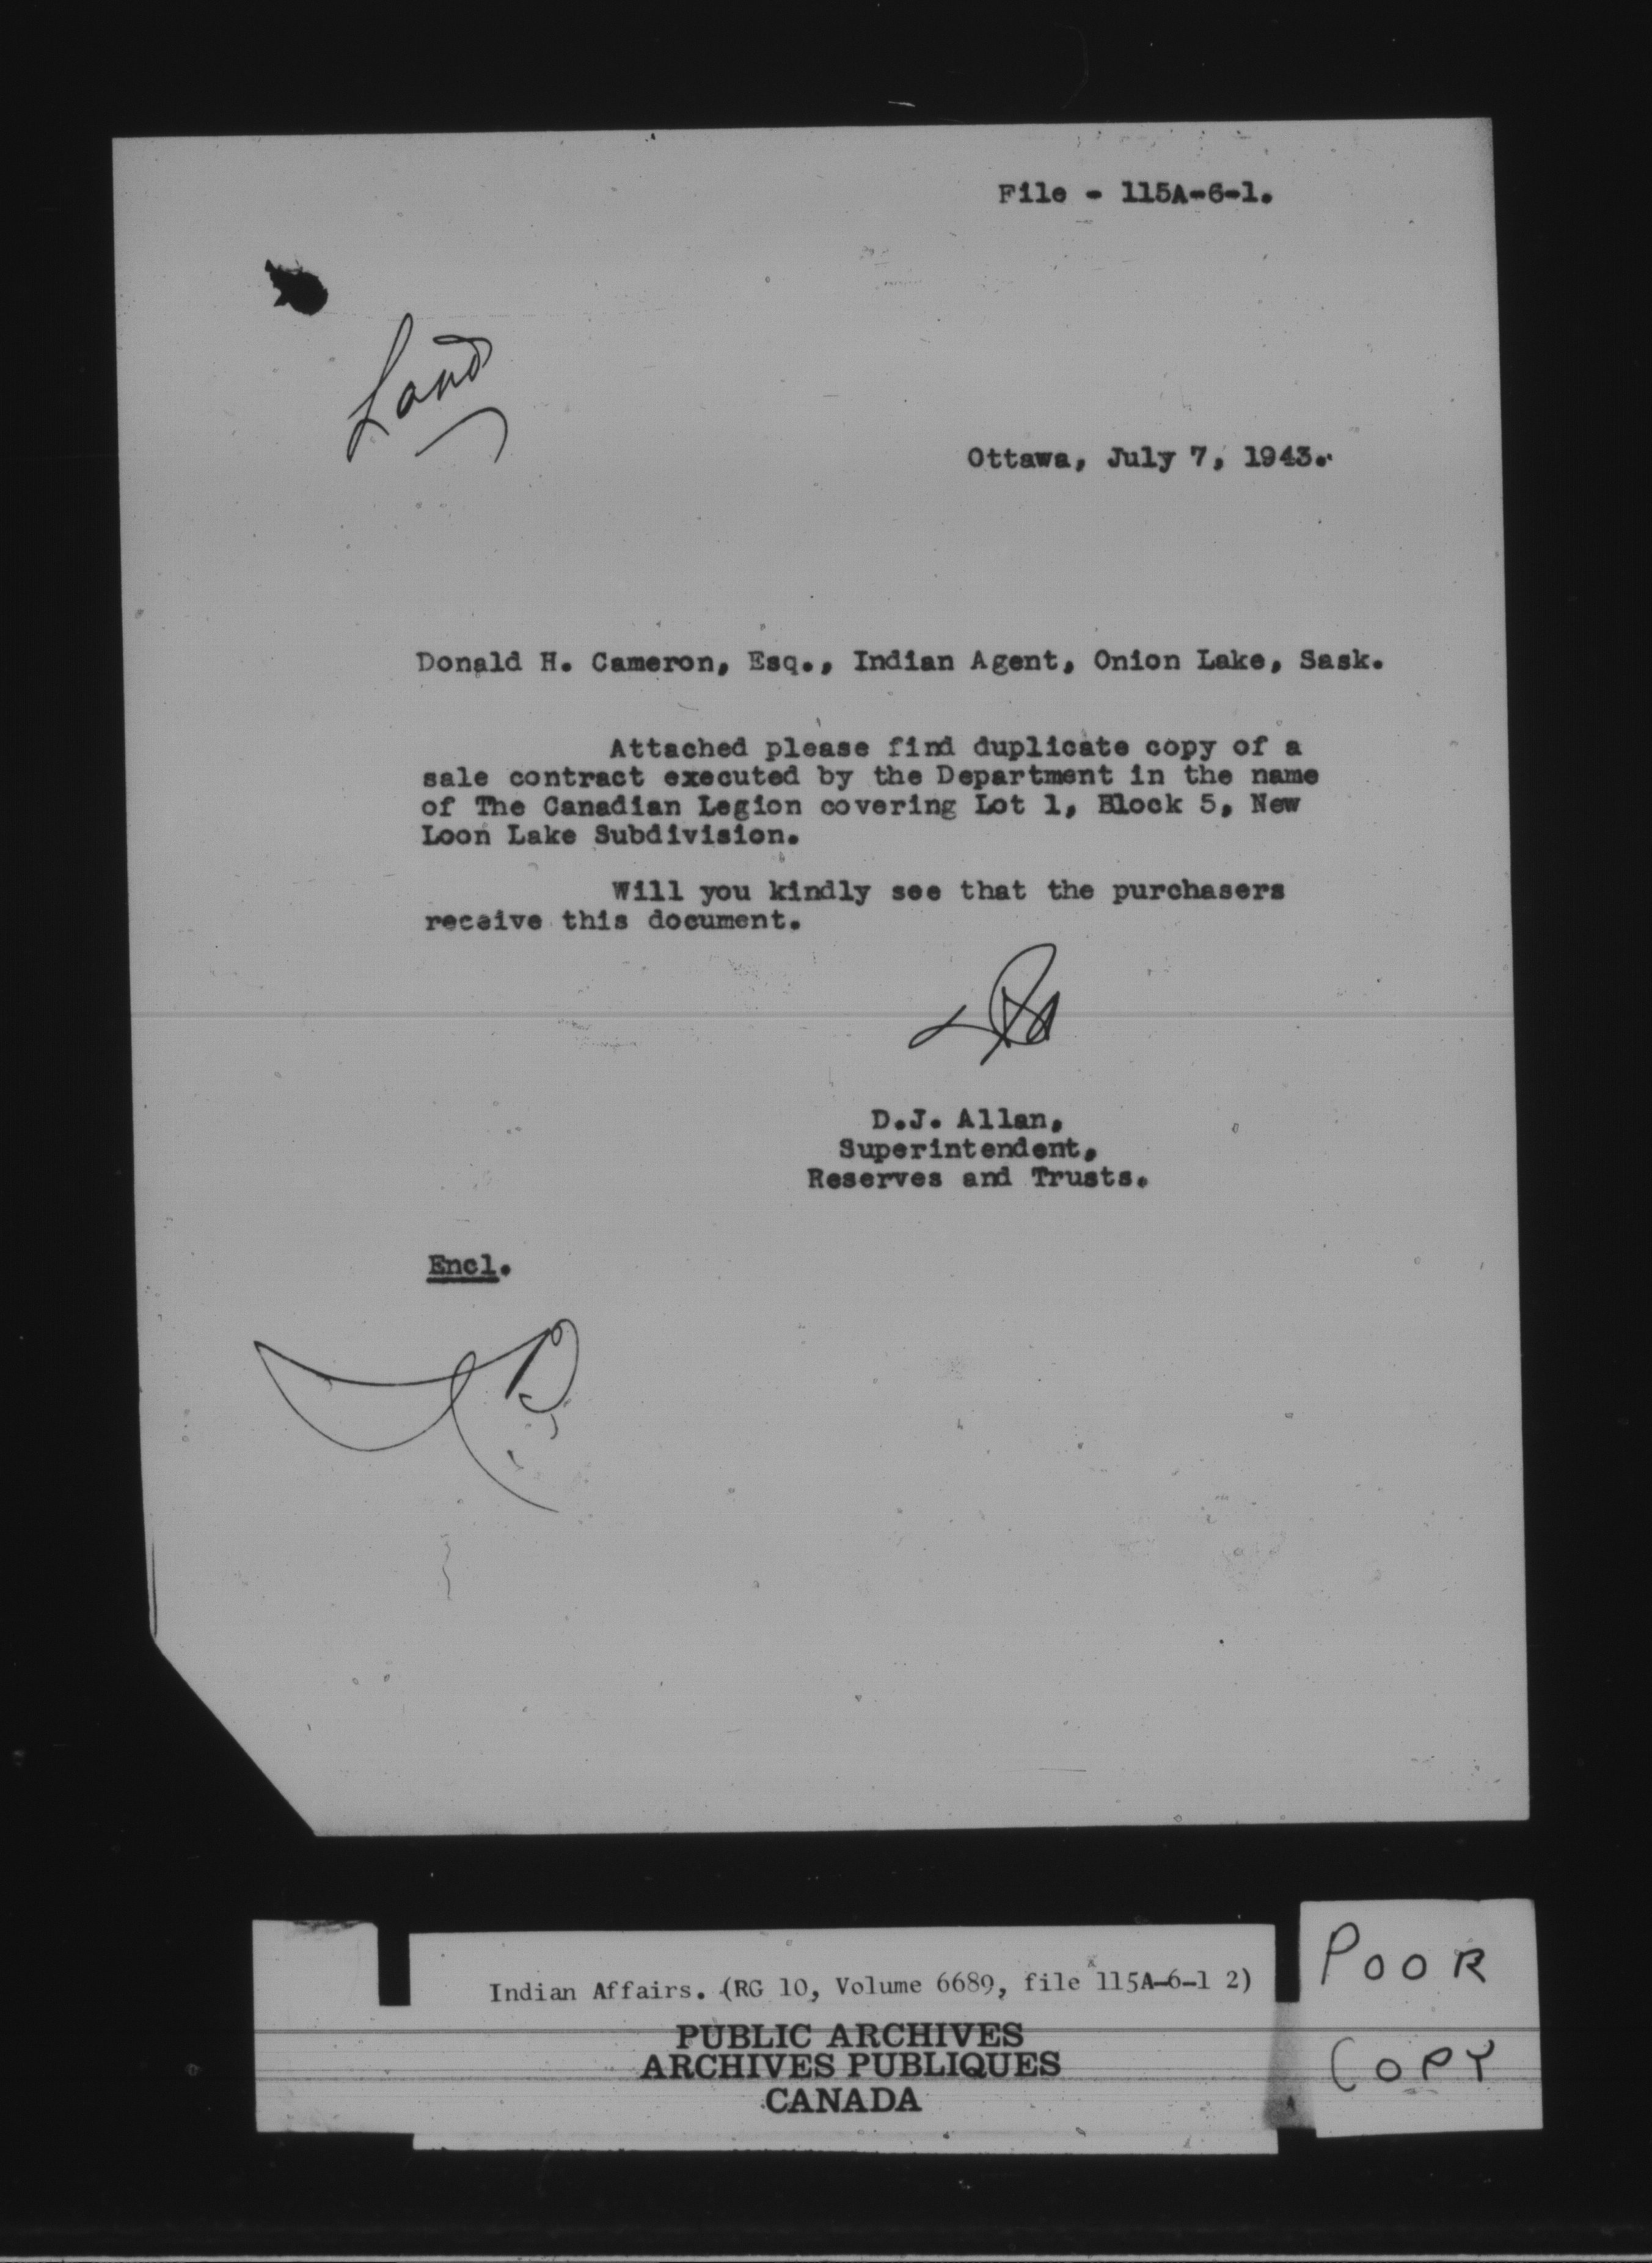 File - 115A-6-1.
Land
Ottawa, July 7, 1943.
Donald H. Cameron, Esq., Indian Agent, Onion Lake, Sask.
Attached please find duplicate copy of a
sale contract executed by the Department in the name
of The Canadian Legion covering Lot 1, Block 5, New
Loon Lake Subdivision.
Will you kindly see that the purchasers
receive this document.
D.J. Allan,
Superintendent,
Reserves and Trusts.
Encl.
Indian Affairs. (RG 10, Volume 6689, file 115A-6-1 2)
PUBLIC ARCHIVES
ARCHIVES PUBLIQUES
CANADA
POOR
COPY